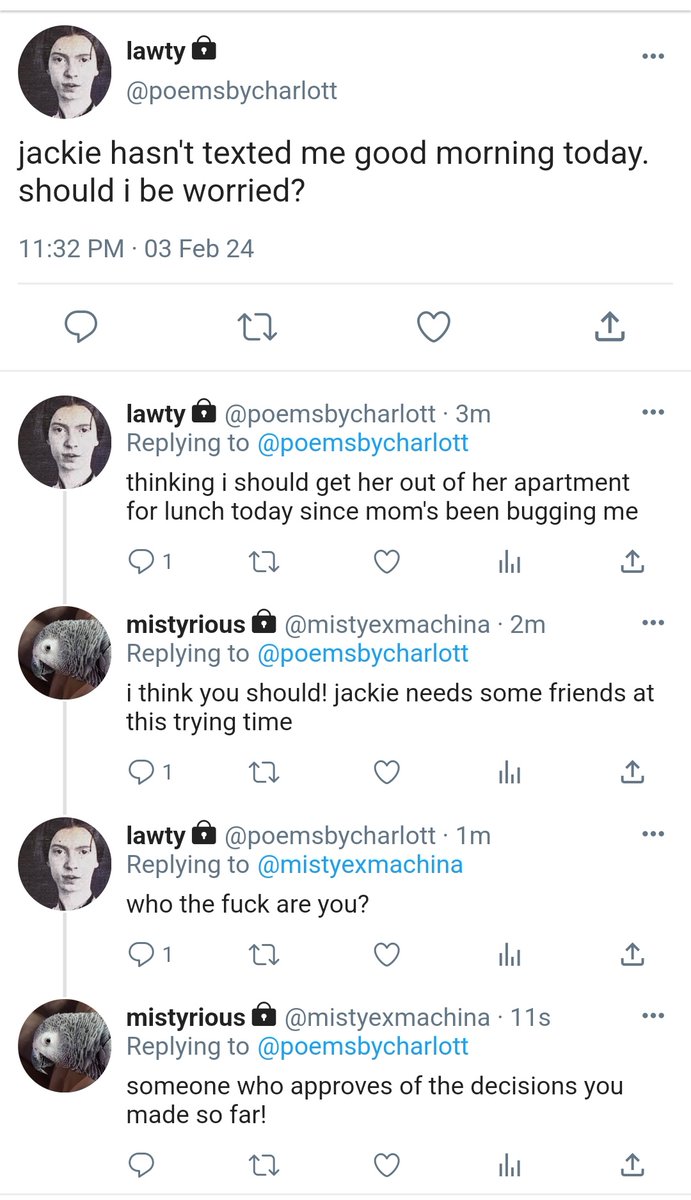 lawty
@poemsbycharlott
jackie hasn't texted me good morning today.
should i be worried?
11:32 PM · 03 Feb 24
lawty @poemsbycharlott · 3m
Replying to @poemsbycharlott
thinking i should get her out of her apartment
for lunch today since mom's been bugging me
1
mistyrious @mistyexmachina · 2m
Replying to @poemsbycharlott
i think you should! jackie needs some friends at
this trying time
1
lawty @poemsbycharlott · 1m
Replying to @mistyexmachina
who the fuck are you?
1
mistyrious @mistyexmachina · 11s
Replying to @poemsbycharlott
someone who approves of the decisions you
made so far!